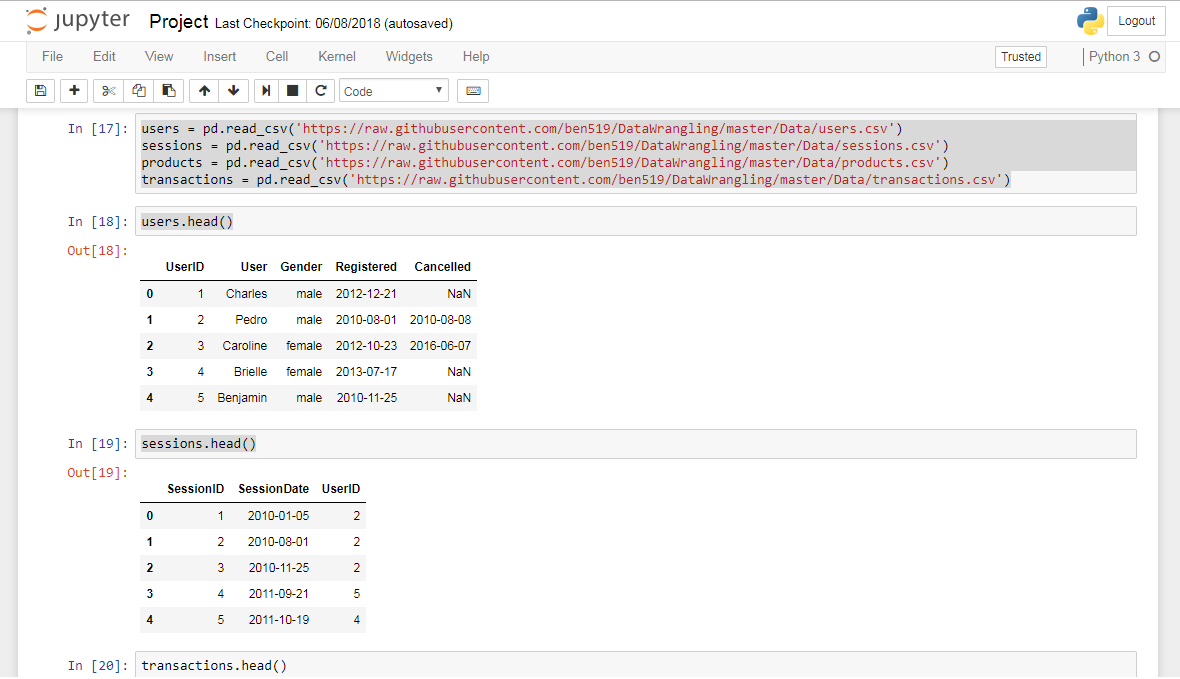 jupyter Project Last Checkpoint: 06/08/2018 (autosaved) Logout
File Edit View Insert Cell Kernel Widgets Help Trusted Python 3
Code
In [17]: users = pd.read_csv('https://raw.githubusercontent.com/ben519/DataWrangling/master/Data/users.csv')
sessions = pd.read_csv('https://raw.githubusercontent.com/ben519/DataWrangling/master/Data/sessions.csv')
products = pd.read_csv('https://raw.githubusercontent.com/ben519/DataWrangling/master/Data/products.csv')
transactions = pd.read_csv('https://raw.githubusercontent.com/ben519/DataWrangling/master/Data/transactions.csv')
In [18]: users.head()
Out[18]:
UserID User Gender Registered Cancelled
0 1 Charles male 2012-12-21 NaN
1 2 Pedro male 2010-08-01 2010-08-08
2 3 Caroline female 2012-10-23 2016-06-07
3 4 Brielle female 2013-07-17 NaN
4 5 Benjamin male 2010-11-25 NaN
In [19]: sessions.head()
Out[19]:
SessionID SessionDate UserID
0 1 2010-01-05 2
1 2 2010-08-01 2
2 3 2010-11-25 2
3 4 2011-09-21 5
4 5 2011-10-19 4
In [20]: transactions.head()